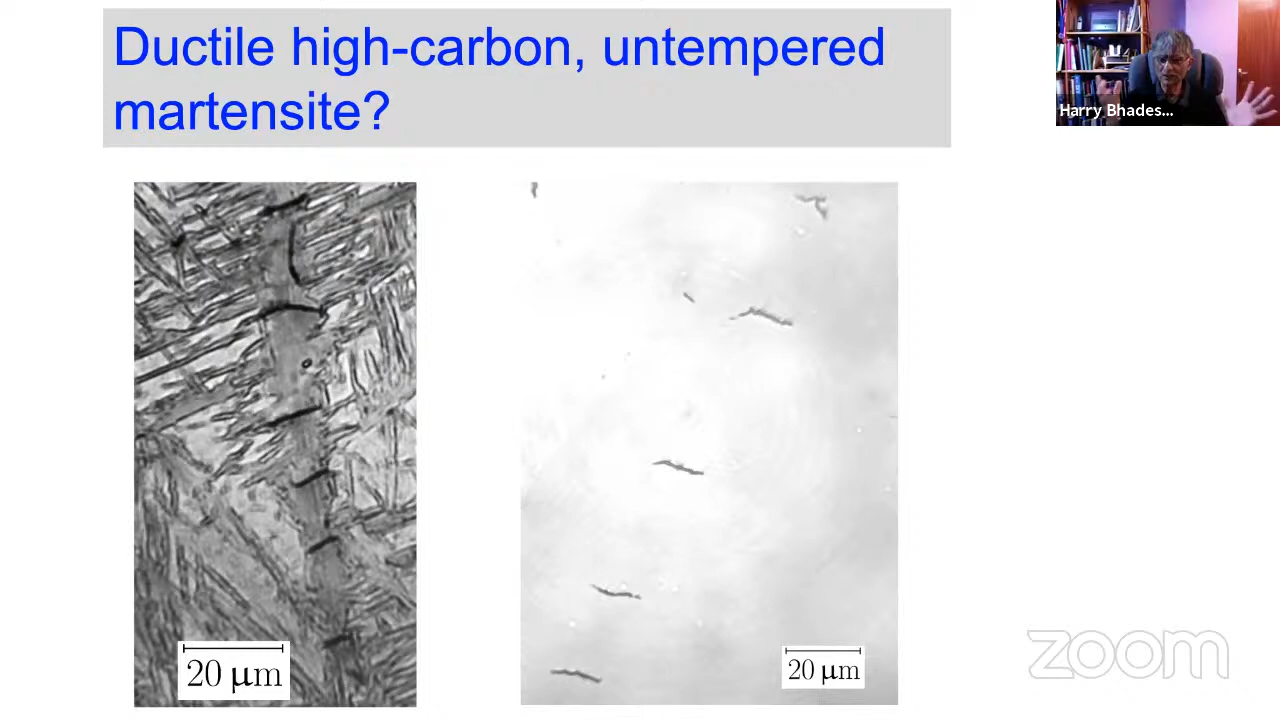 Ductile high-carbon, untempered
martensite?
Harry Bhades...
20 μm
20 μm
zoom